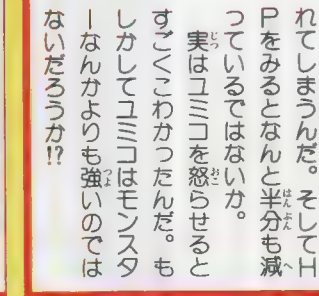 れてしまうんだ。そしてH
Pをみるとなんと半分も減
っているではないか。
実はユミコを怒らせると
すごくこわかったんだ。も
しかしてユミコはモンスタ
ーなんかよりも強いのでは
ないだろうか!?